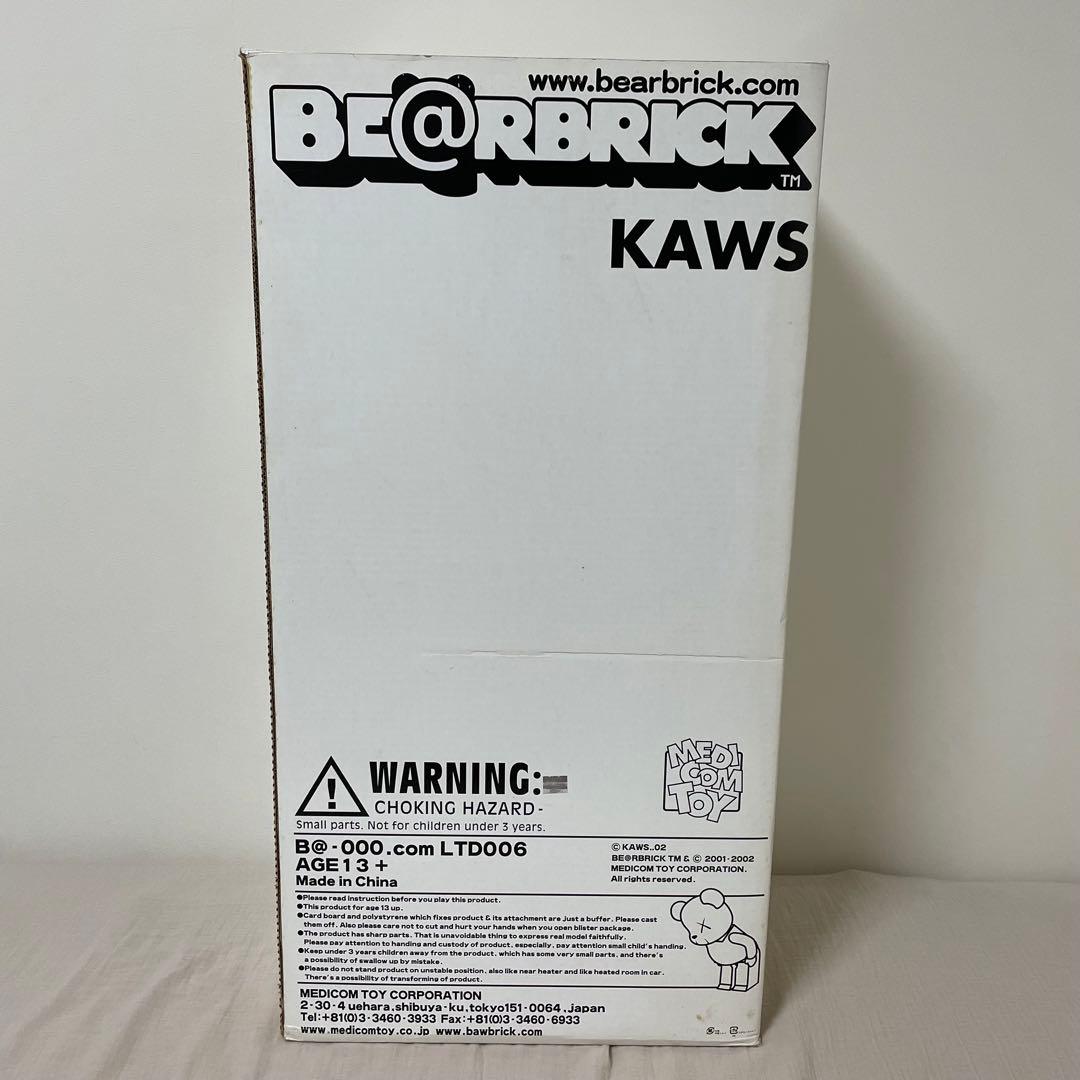 www.bearbrick.com
BE@RBRICK
TM
KAWS
MEDI
COM
TOY
WARNING:
CHOKING HAZARD-
Small parts. Not for children under 3 years.
B@-000.com LTD006
AGE13+
Made in China
©KAWS..02
BE@RBRICK TM & © 2001-2002
MEDICOM TOY CORPORATION.
All rights reserved.
●Please read instruction before you play this product.
●This product for age 13 up.
●Card board and polystyrene which fixes product & its attachment are just a buffer. Please cast
them off. Also please care not to cut and hurt your hands when you open blister package.
●The product has sharp parts. That is unavoidable thing to express real model faithfully.
Please pay attention to handing and custody of product, especially, pay attention small child's handing.
●Keep under 3 years children away from the product, which has some very small parts, and there's
a possibility of swallow up by mistake.
●Please do not stand product on unstable position, also like near heater and like heated room in car.
There's a possibility of transforming of product.
MEDICOM TOY CORPORATION
2-30-4 uehara,shibuya-ku,tokyo151-0064,japan
Tel:+81(0)3-3460-3933 Fax:+81(0)3-3460-6933
www.medicomtoy.co.jp www.bawbrick.com